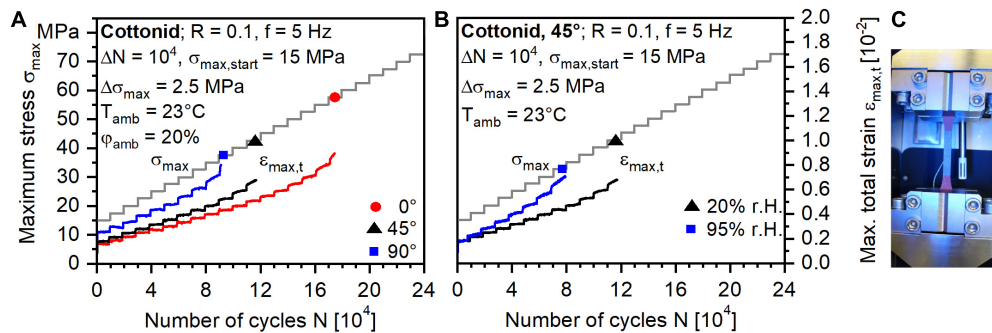 A
Cottonid; R = 0.1, f = 5 Hz
ΔN = 10⁴, σmax,start = 15 MPa
Δσmax = 2.5 MPa
Tamb = 23°C
φamb = 20%
σmax
εmax,t
0°
45°
90°
Maximum stress σmax
MPa
70
60
50
40
30
20
10
0
0 4 8 12 16 20 24
Number of cycles N [10⁴]
B
Cottonid, 45°; R = 0.1, f = 5 Hz
ΔN = 10⁴, σmax,start = 15 MPa
Δσmax = 2.5 MPa
Tamb = 23°C
σmax
εmax,t
20% r.H.
95% r.H.
0 4 8 12 16 20 24
Number of cycles N [10⁴]
2.0
1.8
1.6
1.4
1.2
1.0
0.8
0.6
0.4
0.2
0.0
Max. total strain εmax,t [10⁻²]
C